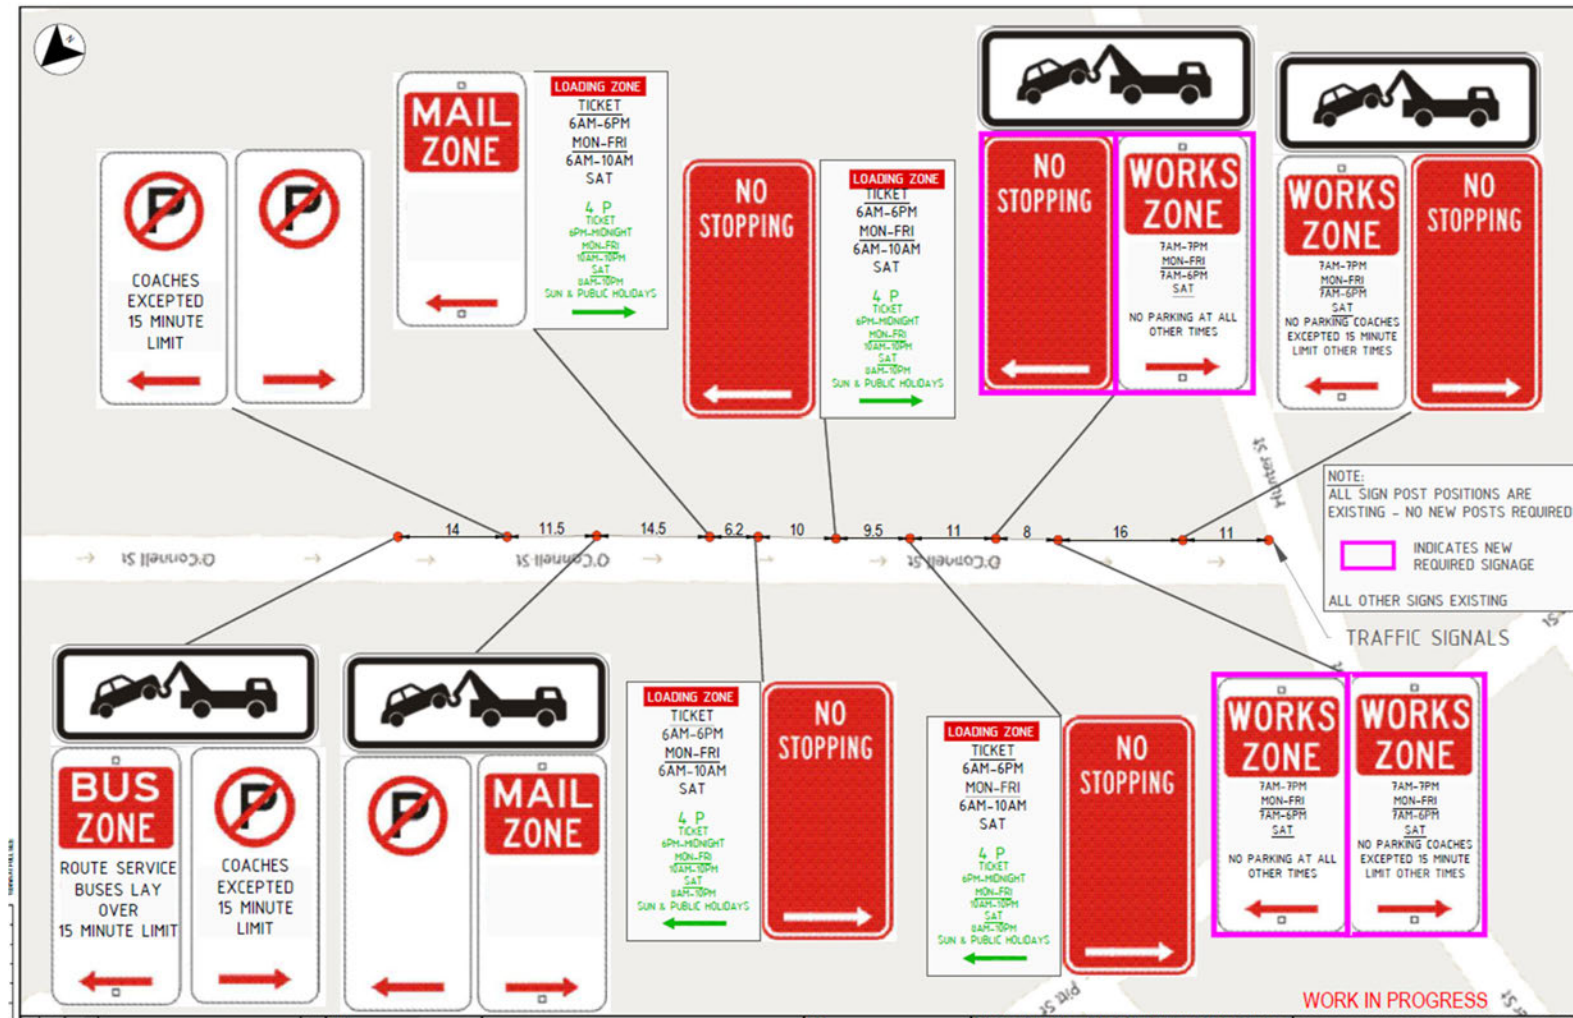 N
MAIL
ZONE
LOADING ZONE
TICKET
6AM-6PM
MON-FRI
6AM-10AM
SAT
4 P
TICKET
6PM-MIDNIGHT
MON-FRI
10AM-10PM
SAT
8AM-10PM
SUN & PUBLIC HOLIDAYS
P
COACHES
EXCEPTED
15 MINUTE
LIMIT
P
NO
STOPPING
LOADING ZONE
TICKET
6AM-6PM
MON-FRI
6AM-10AM
SAT
4 P
TICKET
6PM-MIDNIGHT
MON-FRI
10AM-10PM
SAT
8AM-10PM
SUN & PUBLIC HOLIDAYS
NO
STOPPING
WORKS
ZONE
7AM-7PM
MON-FRI
7AM-6PM
SAT
NO PARKING AT ALL
OTHER TIMES
WORKS
ZONE
7AM-7PM
MON-FRI
7AM-6PM
SAT
NO PARKING COACHES
EXCEPTED 15 MINUTE
LIMIT OTHER TIMES
NO
STOPPING
Hunter St
NOTE:
ALL SIGN POST POSITIONS ARE
EXISTING - NO NEW POSTS REQUIRED
INDICATES NEW
REQUIRED SIGNAGE
ALL OTHER SIGNS EXISTING
14 11.5 14.5 6.2 10 9.5 11 8 16 11
O'Connell St
O'Connell St
O'Connell St
TRAFFIC SIGNALS
BUS
ZONE
ROUTE SERVICE
BUSES LAY
OVER
15 MINUTE LIMIT
P
COACHES
EXCEPTED
15 MINUTE
LIMIT
P
MAIL
ZONE
LOADING ZONE
TICKET
6AM-6PM
MON-FRI
6AM-10AM
SAT
4 P
TICKET
6PM-MIDNIGHT
MON-FRI
10AM-10PM
SAT
8AM-10PM
SUN & PUBLIC HOLIDAYS
NO
STOPPING
LOADING ZONE
TICKET
6AM-6PM
MON-FRI
6AM-10AM
SAT
4 P
TICKET
6PM-MIDNIGHT
MON-FRI
10AM-10PM
SAT
8AM-10PM
SUN & PUBLIC HOLIDAYS
NO
STOPPING
WORKS
ZONE
7AM-7PM
MON-FRI
7AM-6PM
SAT
NO PARKING AT ALL
OTHER TIMES
WORKS
ZONE
7AM-7PM
MON-FRI
7AM-6PM
SAT
NO PARKING COACHES
EXCEPTED 15 MINUTE
LIMIT OTHER TIMES
Pitt St
WORK IN PROGRESS